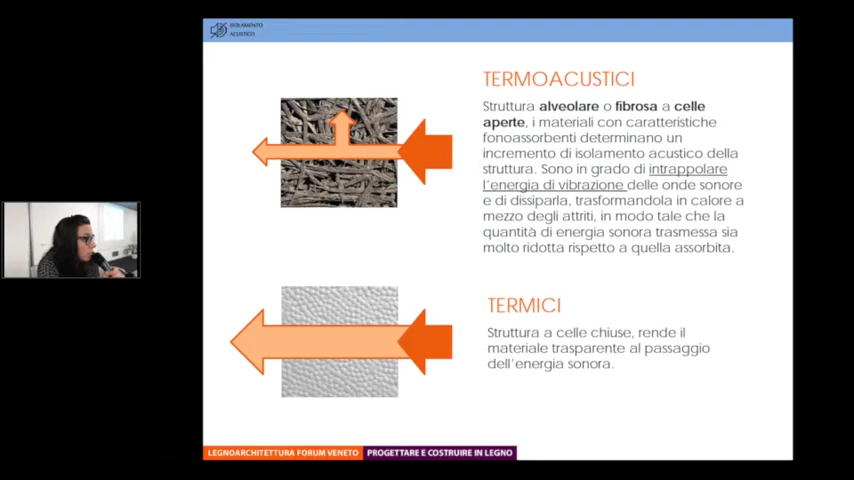 ISOLAMENTO
ACUSTICO
TERMOACUSTICI
Struttura alveolare o fibrosa a celle
aperte, i materiali con caratteristiche
fonoassorbenti determinano un
incremento di isolamento acustico della
struttura. Sono in grado di intrappolare
l'energia di vibrazione delle onde sonore
e di dissiparla, trasformandola in calore a
mezzo degli attriti, in modo tale che la
quantità di energia sonora trasmessa sia
molto ridotta rispetto a quella assorbita.
TERMICI
Struttura a celle chiuse, rende il
materiale trasparente al passaggio
dell'energia sonora.
LEGNOARCHITETTURA FORUM VENETO PROGETTARE E COSTRUIRE IN LEGNO